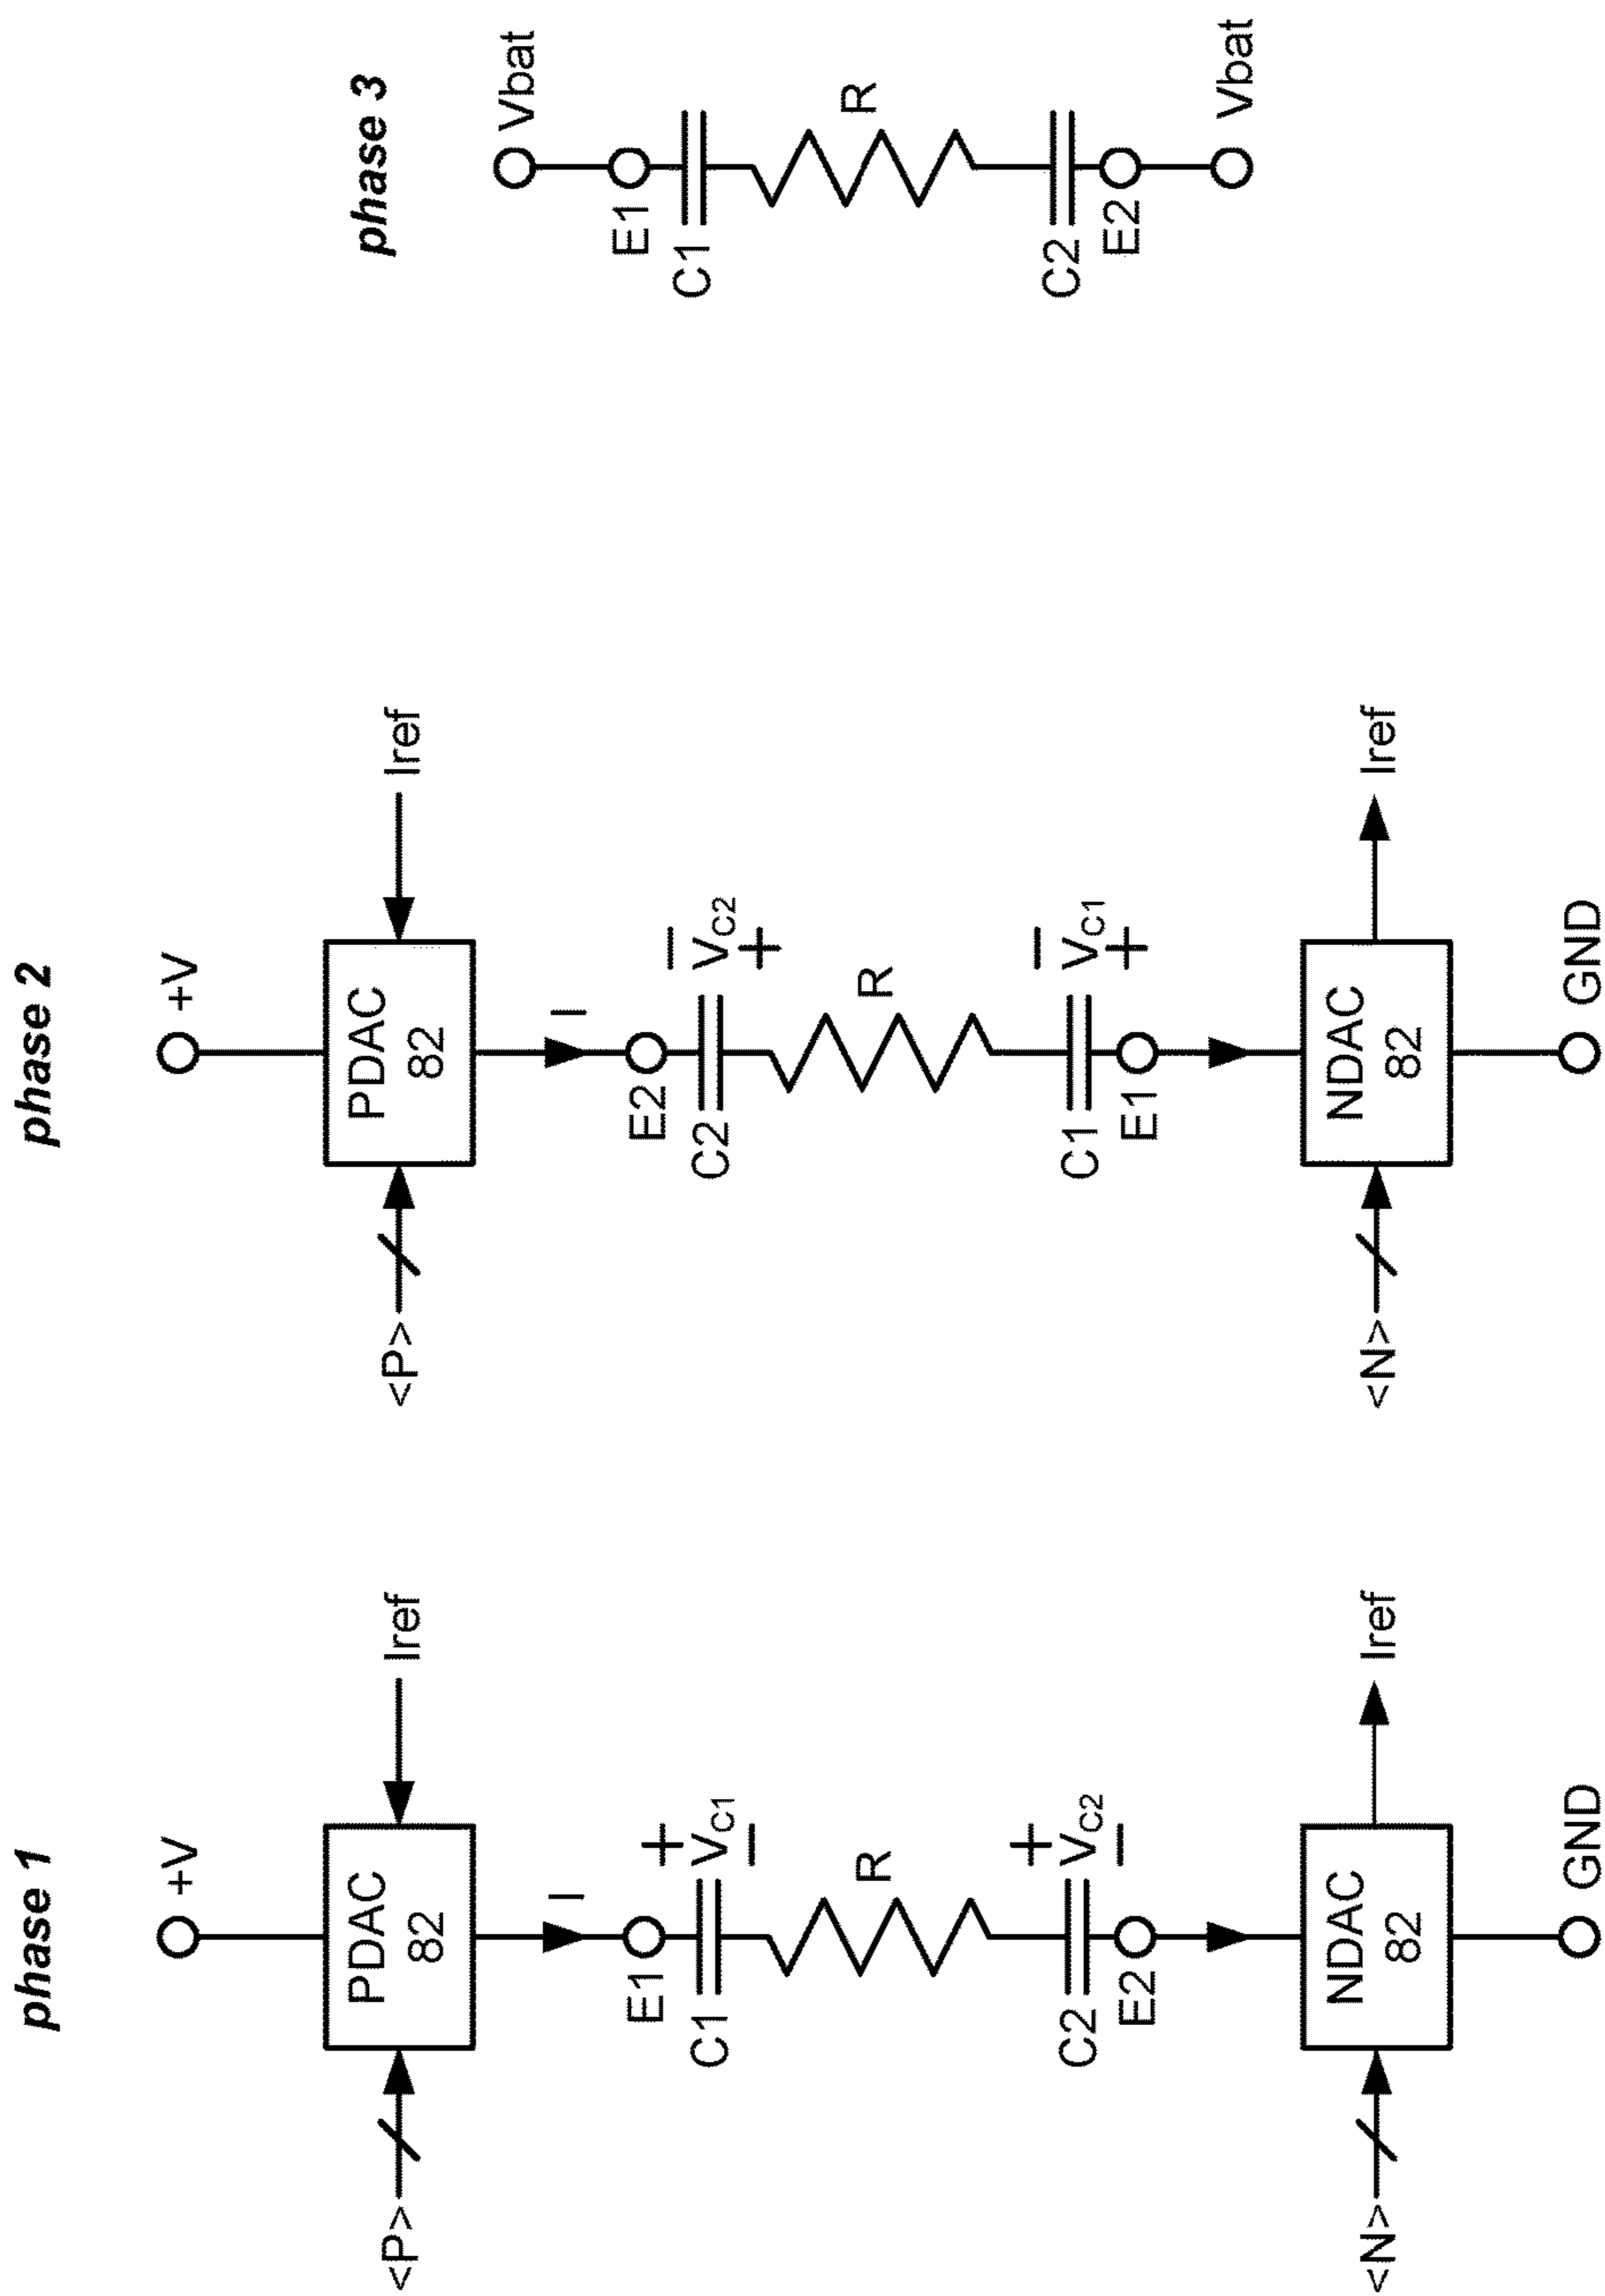 phase 1
+V
PDAC
82
<P>
Iref
I
E1
C1
+
VC1
−
R
C2
+
VC2
−
E2
NDAC
82
<N>
Iref
GND
phase 2
+V
PDAC
82
<P>
Iref
I
E2
C2
−
VC2
+
R
C1
−
VC1
+
E1
NDAC
82
<N>
Iref
GND
phase 3
Vbat
E1
C1
R
C2
E2
Vbat